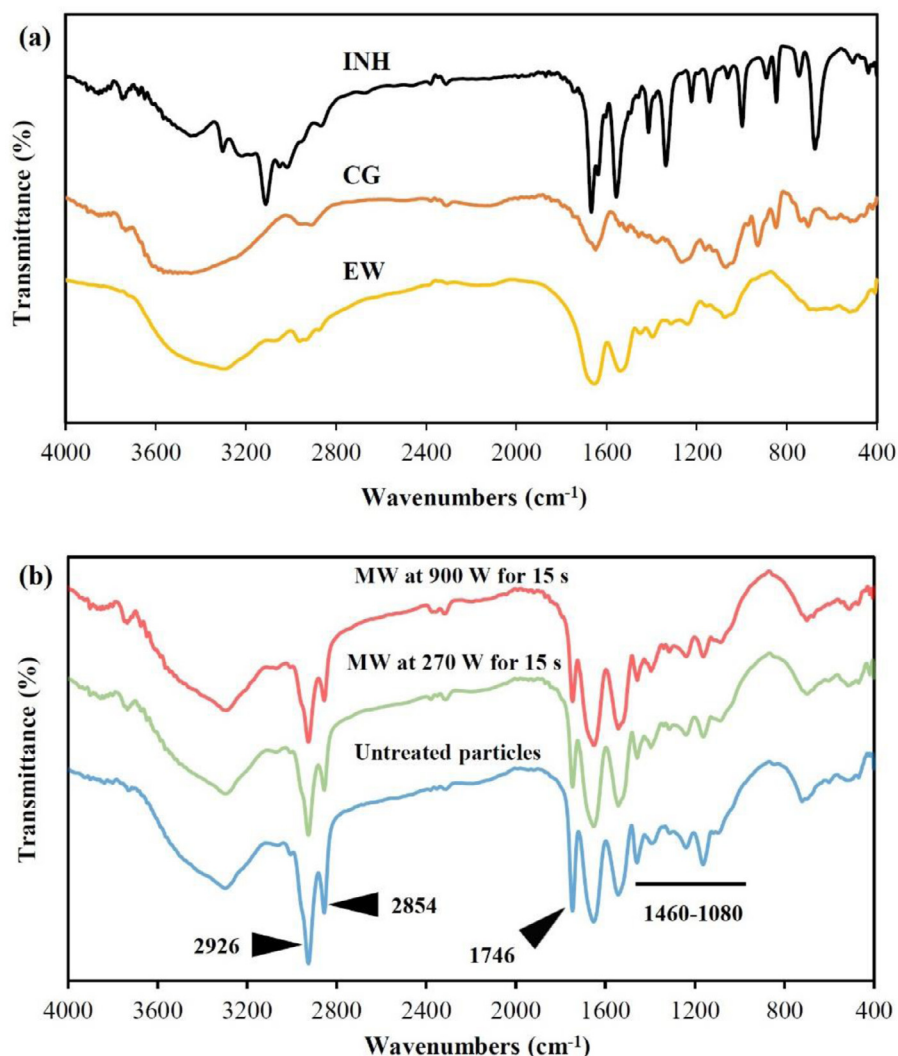 (a)
INH
CG
EW
Transmittance (%)
4000 3600 3200 2800 2400 2000 1600 1200 800 400
Wavenumbers (cm⁻¹)
(b)
MW at 900 W for 15 s
MW at 270 W for 15 s
Untreated particles
2854
2926
1746
1460-1080
Transmittance (%)
4000 3600 3200 2800 2400 2000 1600 1200 800 400
Wavenumbers (cm⁻¹)